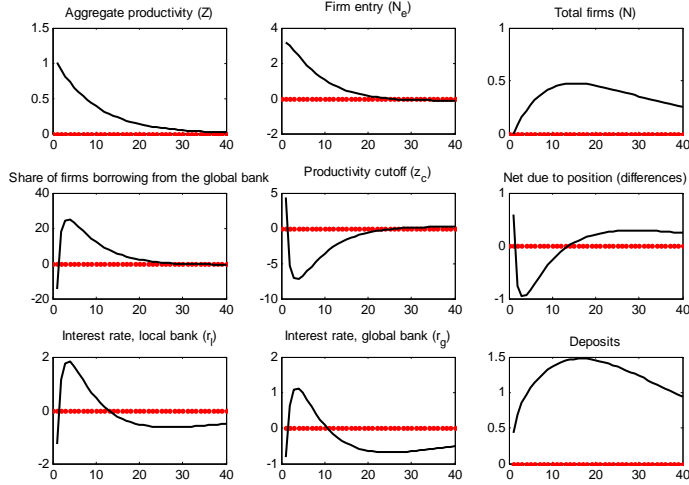 Aggregate productivity (Z)
1.5
1
0.5
0
0 10 20 30 40
Firm entry (N_e)
4
2
0
-2
0 10 20 30 40
Total firms (N)
1
0.5
0
0 10 20 30 40
Share of firms borrowing from the global bank
40
20
0
-20
0 10 20 30 40
Productivity cutoff (z_c)
5
0
-5
-10
0 10 20 30 40
Net due to position (differences)
1
0
-1
0 10 20 30 40
Interest rate, local bank (r_l)
2
0
-2
0 10 20 30 40
Interest rate, global bank (r_g)
2
1
0
-1
0 10 20 30 40
Deposits
1.5
1
0.5
0
0 10 20 30 40